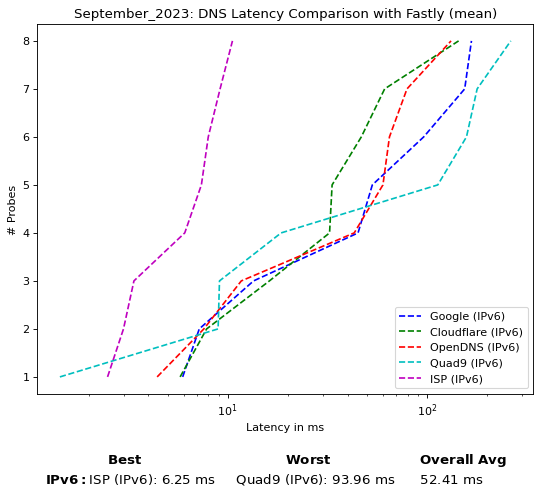 September_2023: DNS Latency Comparison with Fastly (mean)
8
7
6
5
4
3
2
1
# Probes
Google (IPv6)
Cloudflare (IPv6)
OpenDNS (IPv6)
Quad9 (IPv6)
ISP (IPv6)
10¹ 10²
Latency in ms
Best Worst Overall Avg
IPv6: ISP (IPv6): 6.25 ms Quad9 (IPv6): 93.96 ms 52.41 ms